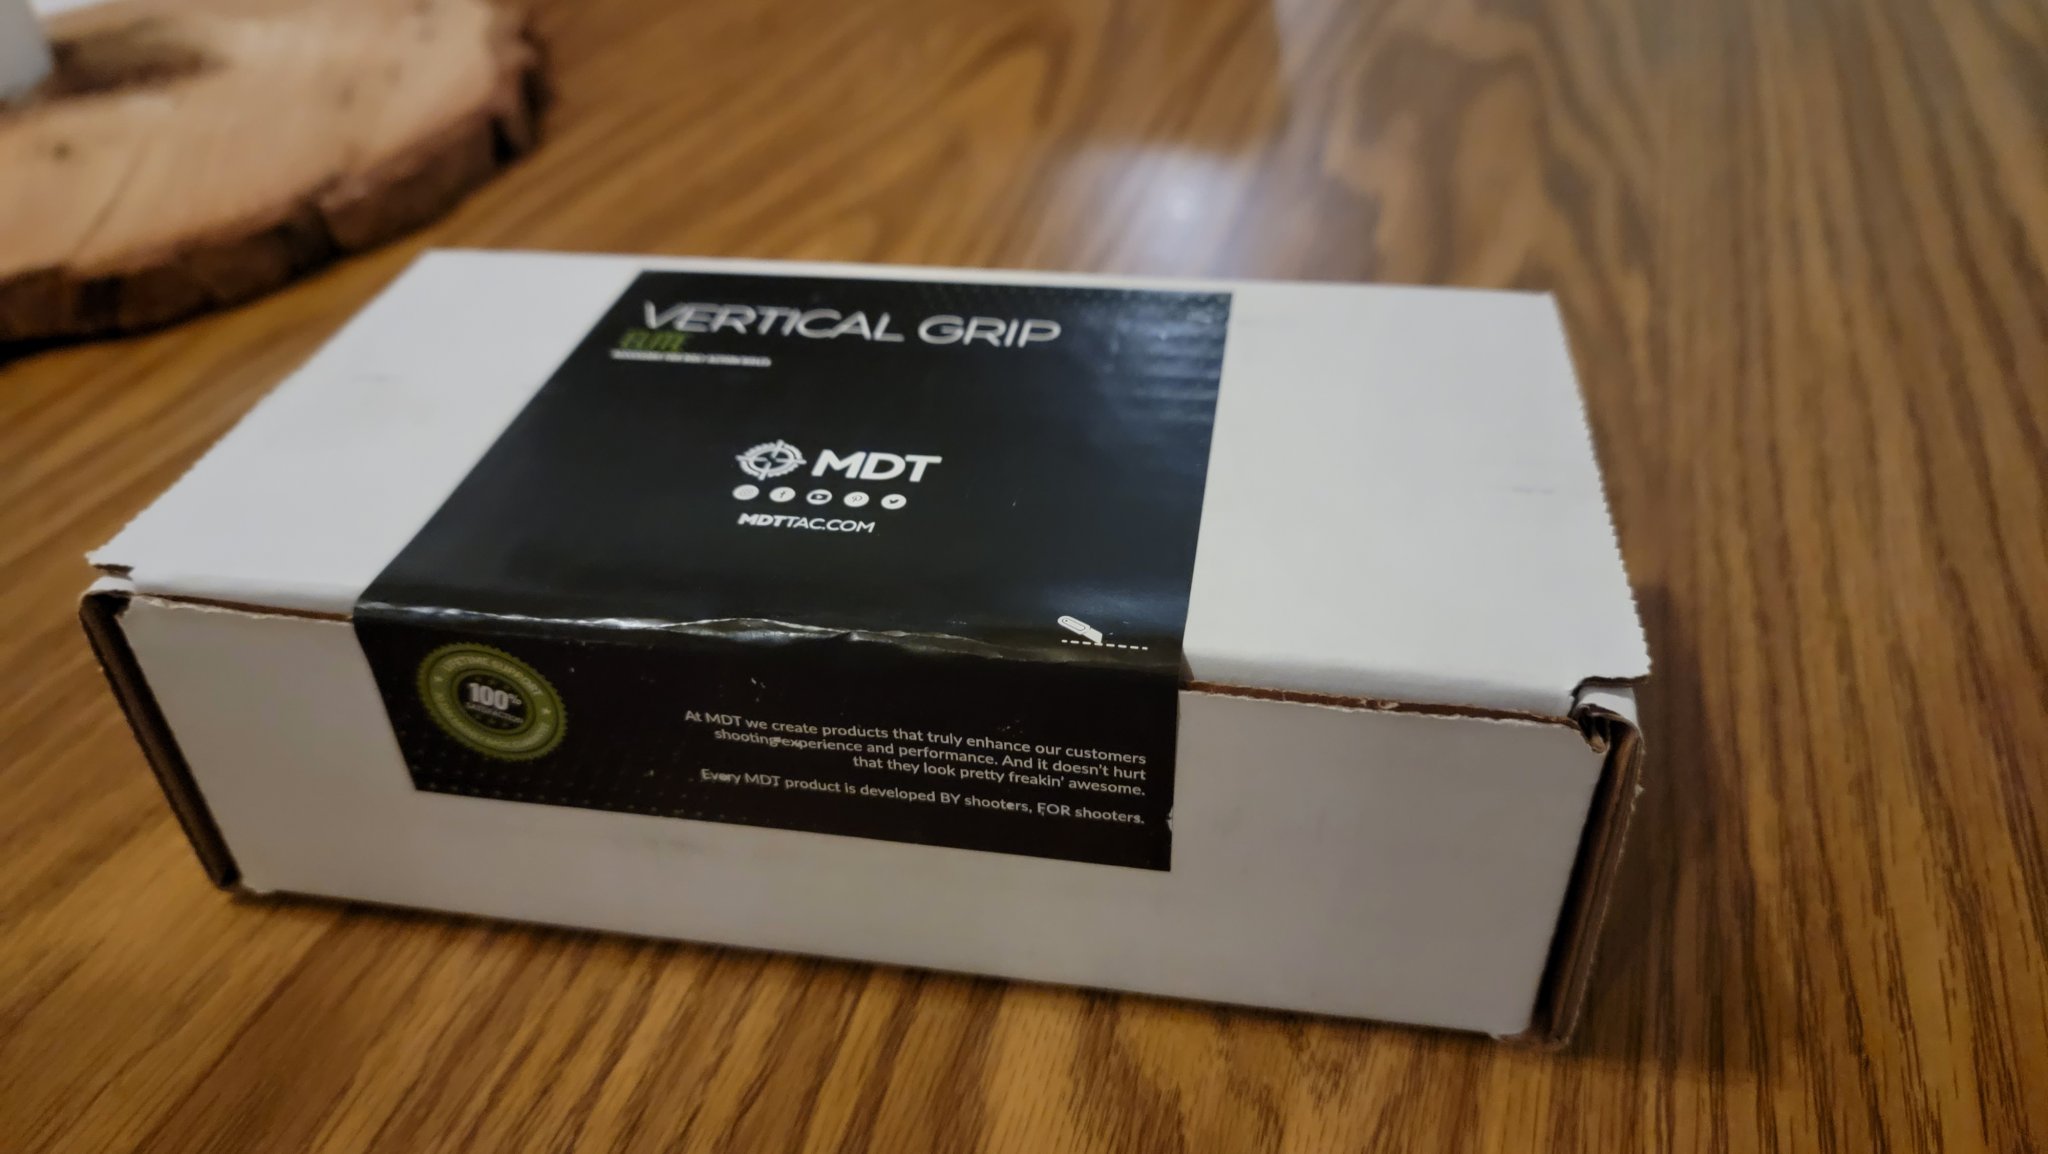 VERTICAL GRIP
ELITE
MDT
MDTTAC.COM
100%
SATISFACTION
At MDT we create products that truly enhance our customers
shooting experience and performance. And it doesn't hurt
that they look pretty freakin' awesome.
Every MDT product is developed BY shooters, FOR shooters.